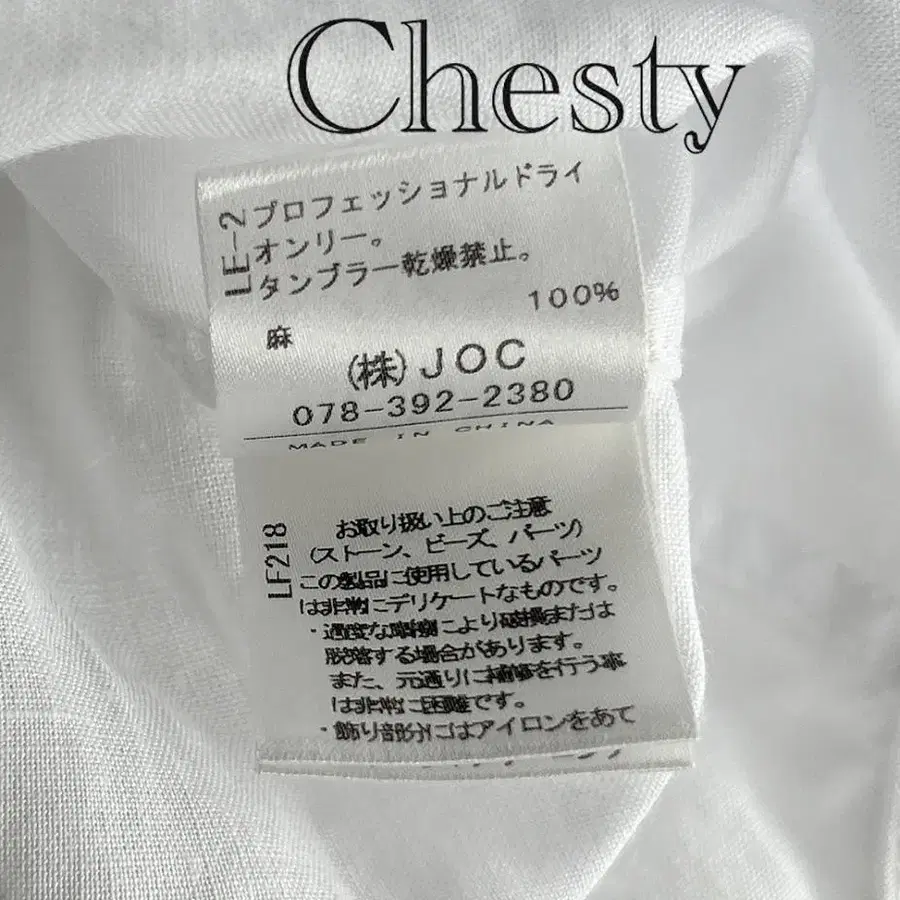 Chesty
LE-2
プロフェッショナルドライ
オンリー。
タンブラー乾燥禁止。
麻 100%
(株)JOC
078-392-2380
MADE IN CHINA
LF218
お取り扱い上のご注意
(ストーン、ビーズ、パーツ)
この製品に使用しているパーツ
は非常にデリケートなものです。
・過度な摩擦により破損または
脱落する場合があります。
また、元通りに補修を行う事
は非常に困難です。
・飾り部分にはアイロンをあて